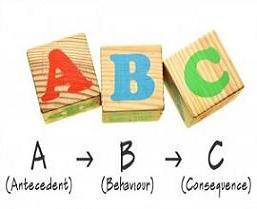 A B C
A → B → C
(Antecedent) (Behaviour) (Consequence)